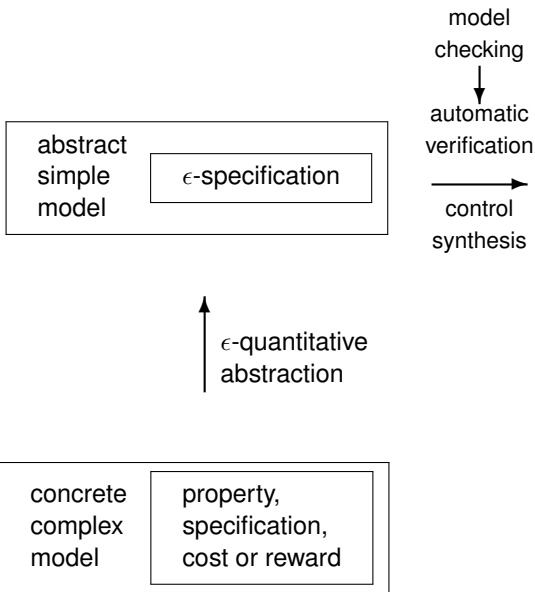 model
checking
automatic
verification
control
synthesis
abstract
simple
model
ϵ-specification
ϵ-quantitative
abstraction
concrete
complex
model
property,
specification,
cost or reward